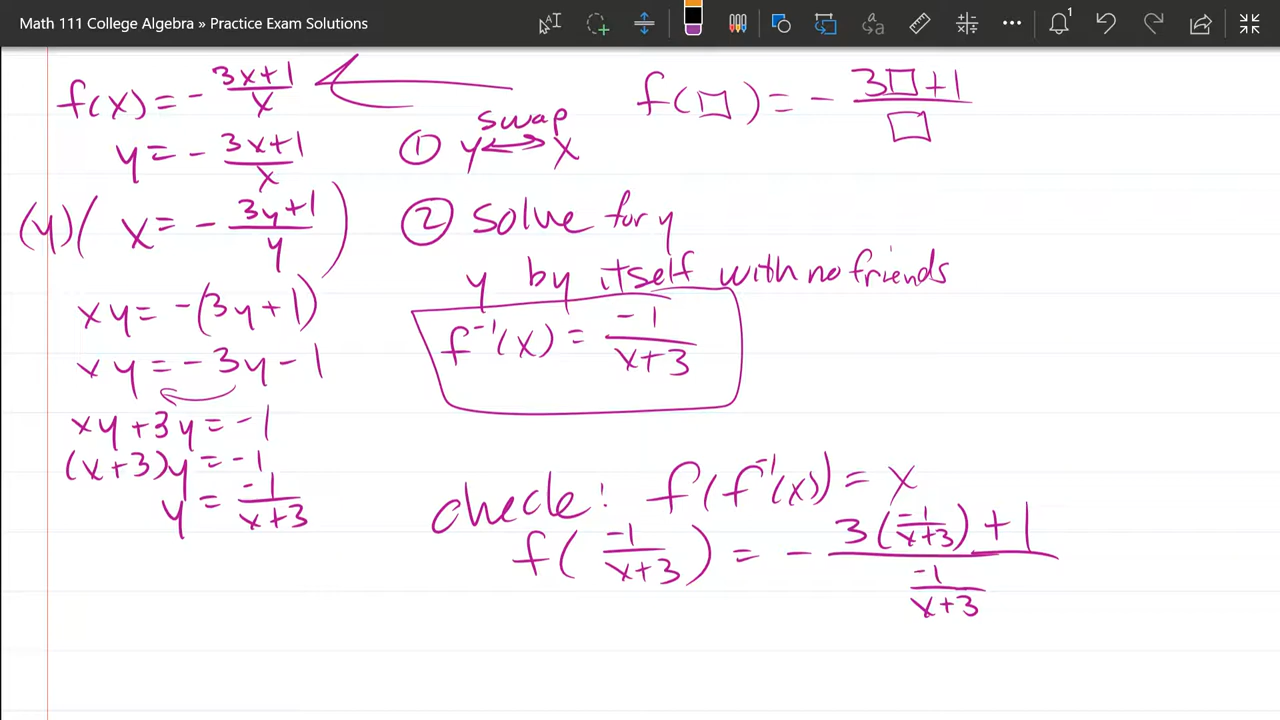 Math 111 College Algebra » Practice Exam Solutions
f(x) = - (3x+1)/x
y = - (3x+1)/x
(y)( x = - (3y+1)/y )
xy = -(3y+1)
xy = -3y-1
xy+3y = -1
(x+3)y = -1
y = -1/(x+3)
swap
① y ↔ x
② solve for y
y by itself with no friends
f⁻¹(x) = -1/(x+3)
f(□) = - (3□+1)/□
check: f(f⁻¹(x)) = x
f( -1/(x+3) ) = - (3(-1/(x+3)) + 1)/(-1/(x+3))